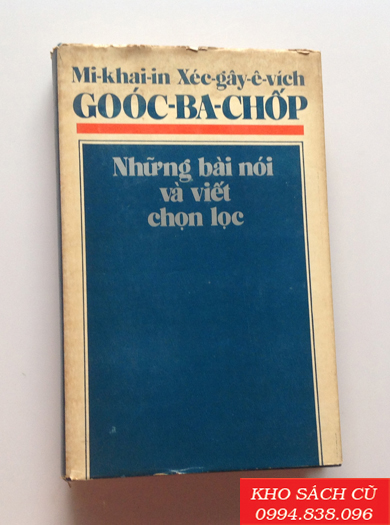 Mi-khai-in Xéc-gây-ê-vích
GOÓC-BA-CHỐP
Những bài nói
và viết
chọn lọc
KHO SÁCH CŨ
0994.838.096